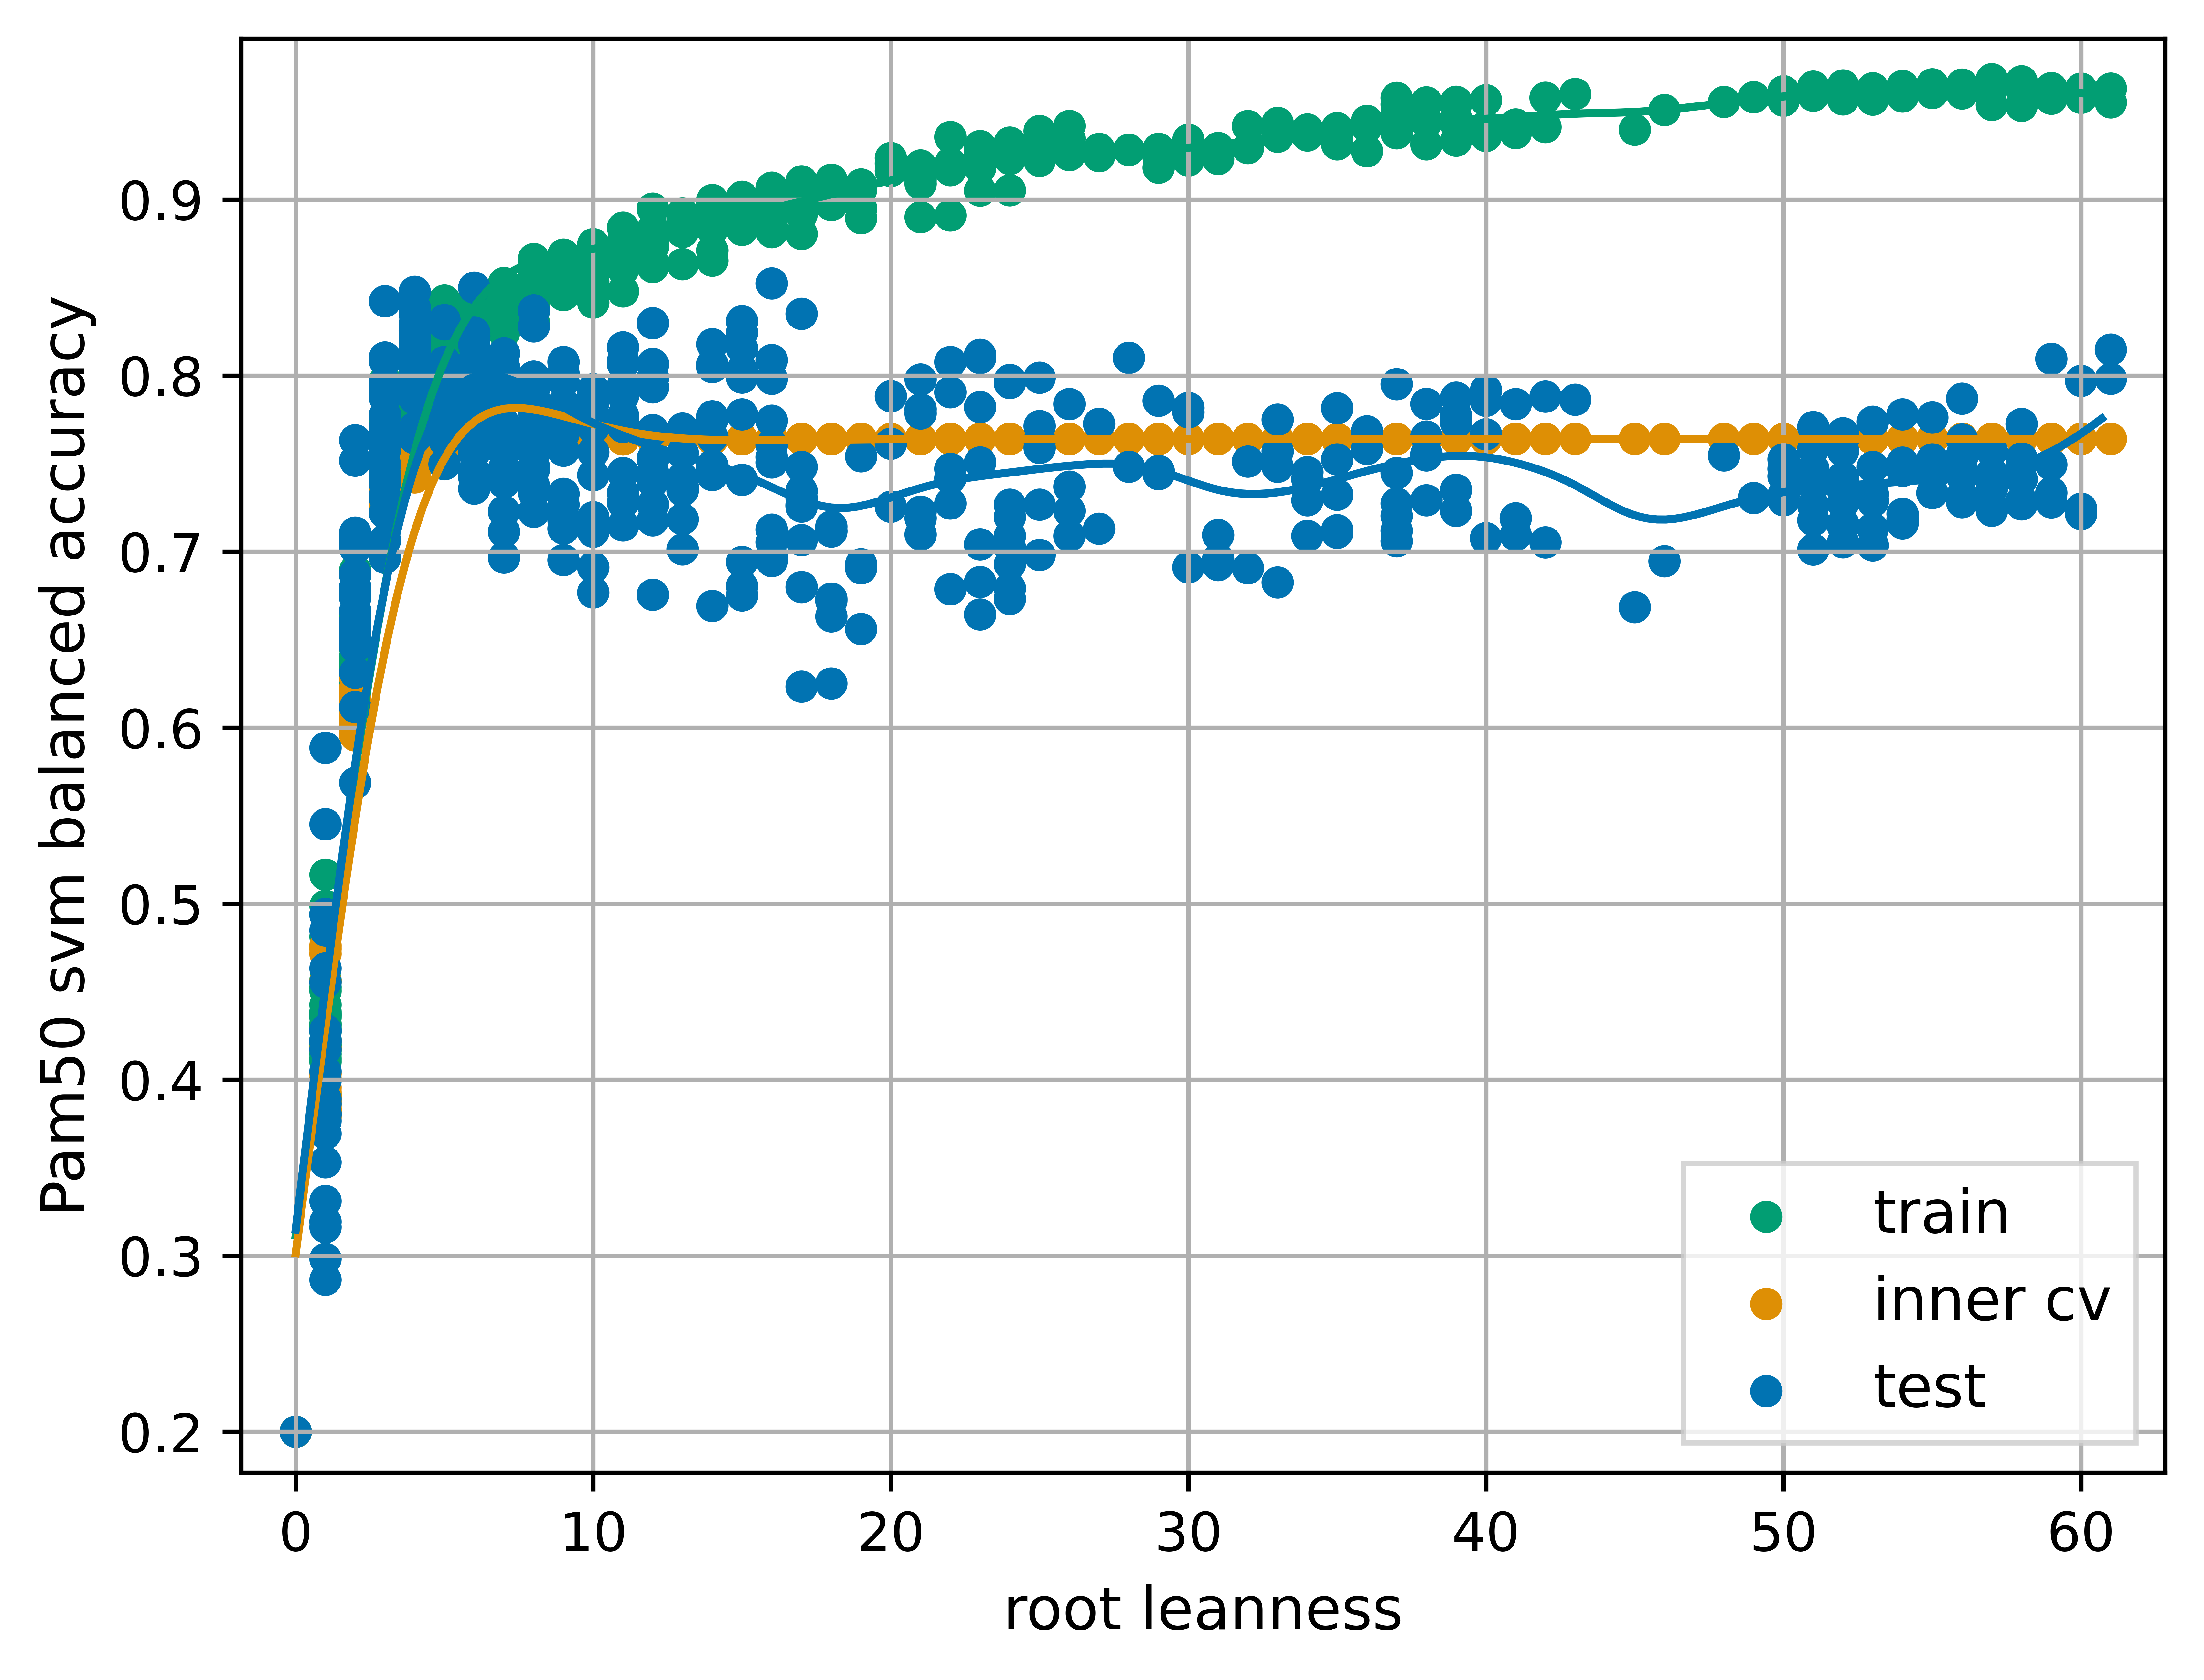 Pam50 svm balanced accuracy
0.9
0.8
0.7
0.6
0.5
0.4
0.3
0.2
0 10 20 30 40 50 60
root leanness
train
inner cv
test